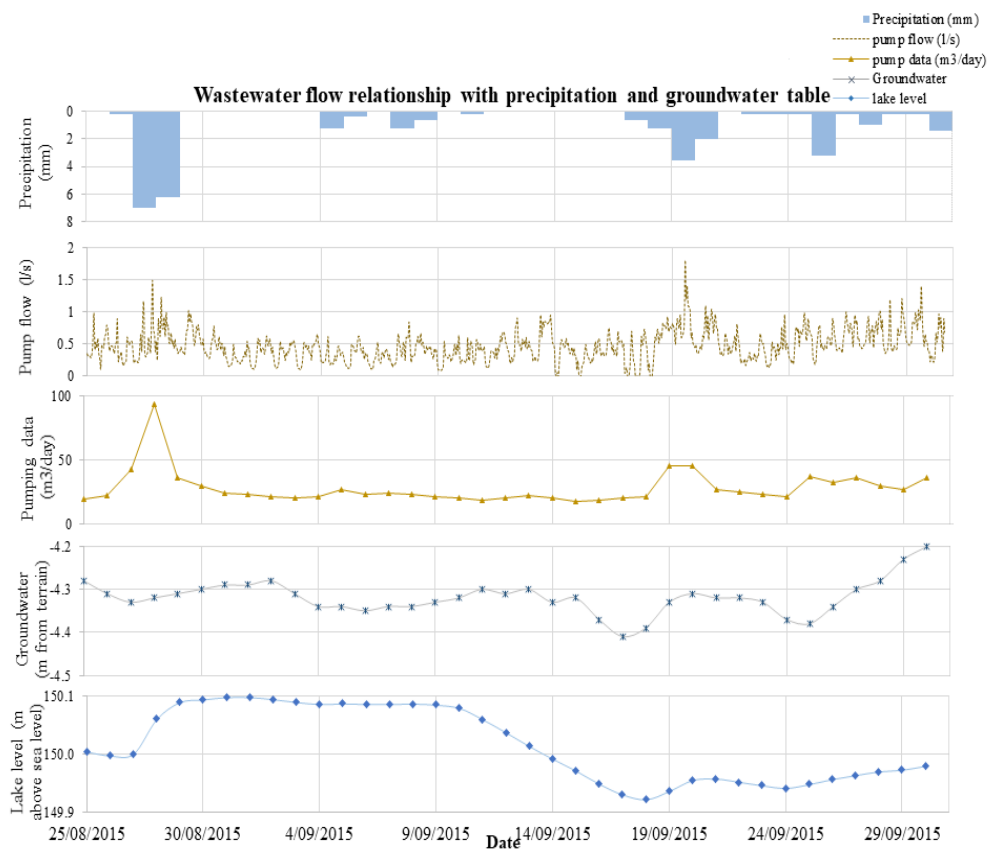 Precipitation (mm)
pump flow (l/s)
pump data (m3/day)
Groundwater
lake level
Wastewater flow relationship with precipitation and groundwater table
Precipitation
(mm)
0
2
4
6
8
Pump flow (l/s)
2
1.5
1
0.5
0
Pumping data
(m3/day)
100
50
0
Groundwater
(m from terrain)
-4.2
-4.3
-4.4
-4.5
Lake level (m
above sea level)
150.1
150.0
149.9
25/08/2015 30/08/2015 4/09/2015 9/09/2015 14/09/2015 19/09/2015 24/09/2015 29/09/2015
Date